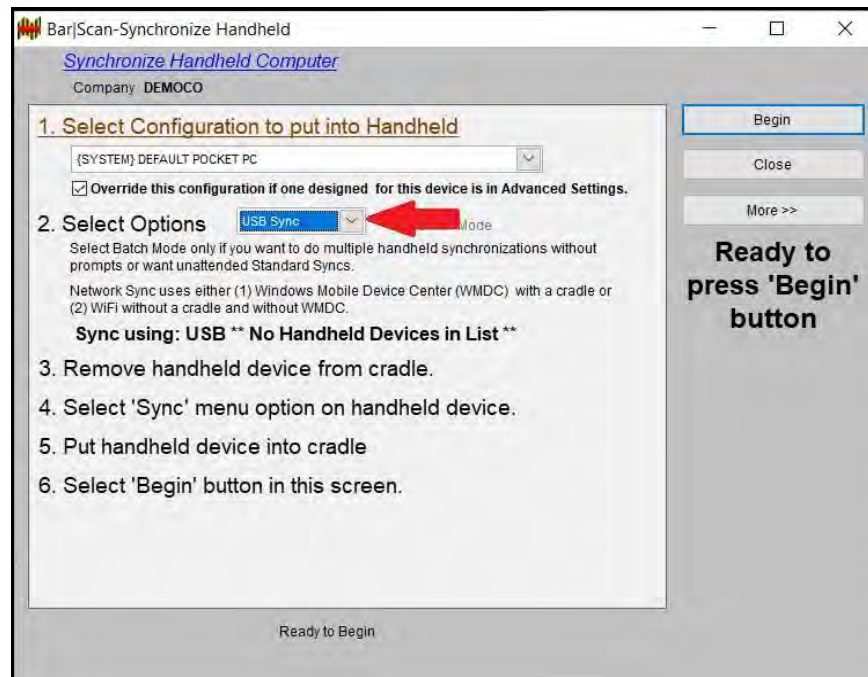 Bar|Scan-Synchronize Handheld
Synchronize Handheld Computer
Company DEMOCO
1. Select Configuration to put into Handheld
{SYSTEM} DEFAULT POCKET PC
Override this configuration if one designed for this device is in Advanced Settings.
2. Select Options USB Sync Mode
Select Batch Mode only if you want to do multiple handheld synchronizations without
prompts or want unattended Standard Syncs.
Network Sync uses either (1) Windows Mobile Device Center (WMDC) with a cradle or
(2) WiFi without a cradle and without WMDC.
Sync using: USB ** No Handheld Devices in List **
3. Remove handheld device from cradle.
4. Select 'Sync' menu option on handheld device.
5. Put handheld device into cradle
6. Select 'Begin' button in this screen.
Begin
Close
More >>
Ready to
press 'Begin'
button
Ready to Begin